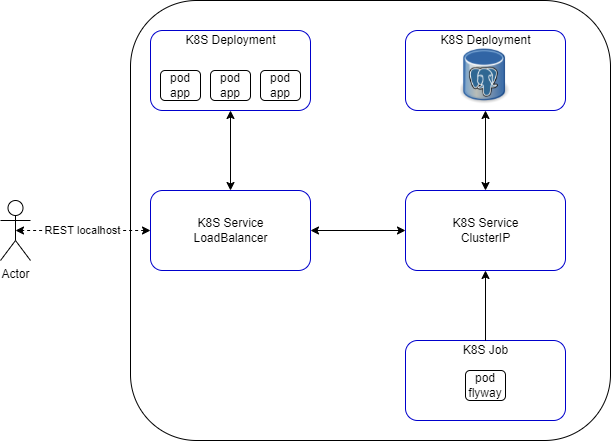 K8S Deployment
pod
app
pod
app
pod
app
K8S Deployment
K8S Service
LoadBalancer
K8S Service
ClusterIP
REST localhost
Actor
K8S Job
pod
flyway